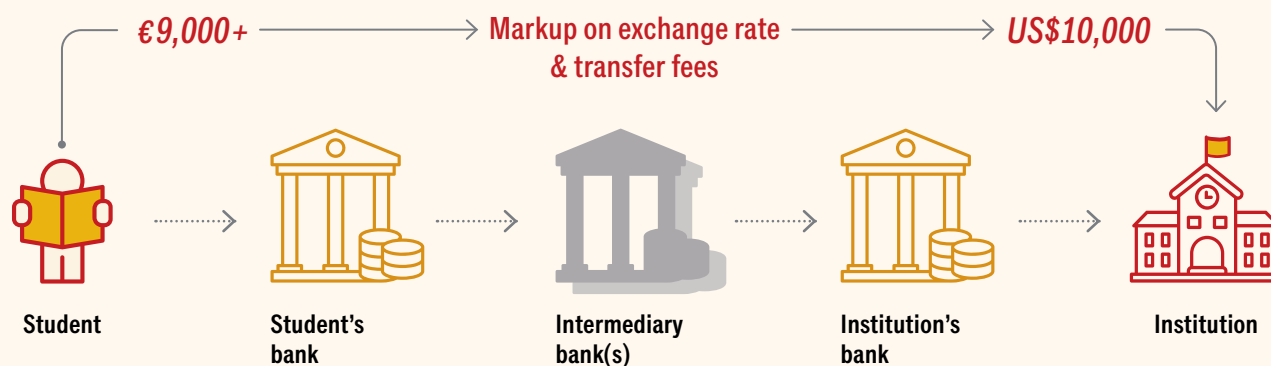 €9,000+
Markup on exchange rate
& transfer fees
US$10,000
Student
Student’s
bank
Intermediary
bank(s)
Institution’s
bank
Institution